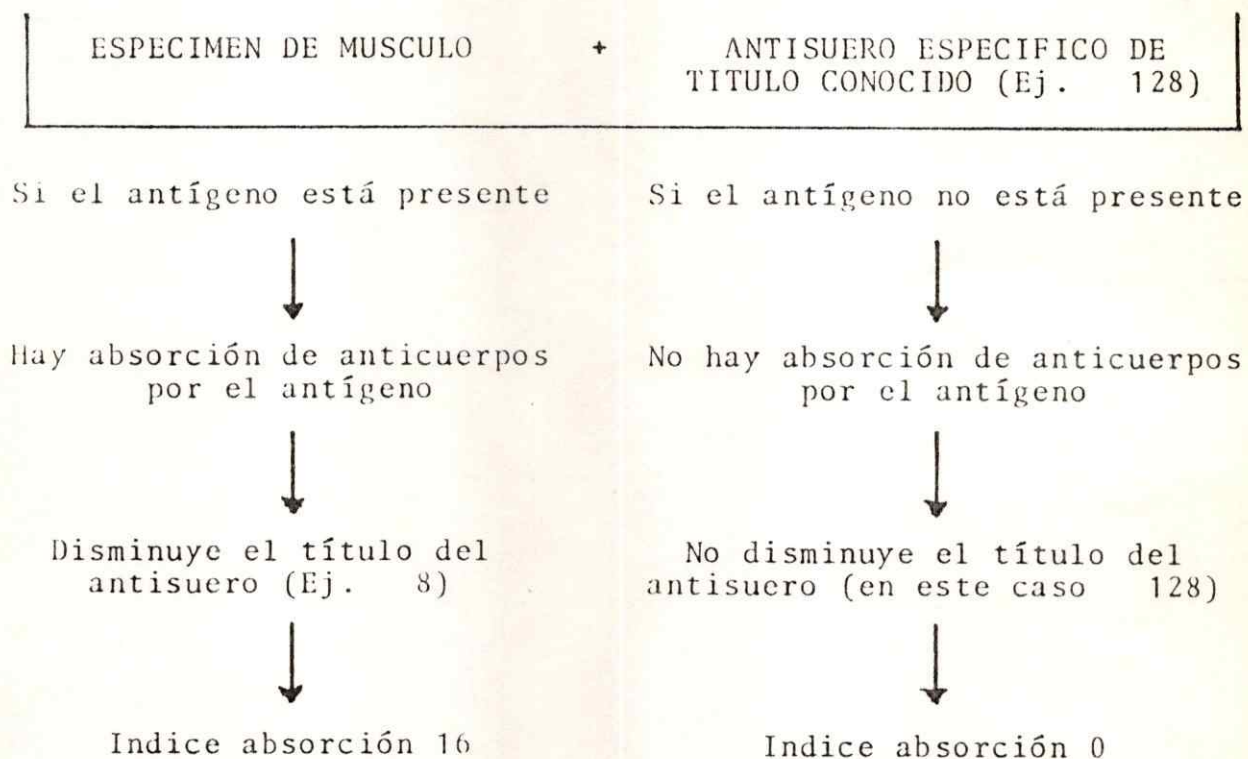 ESPECIMEN DE MUSCULO + ANTISUERO ESPECIFICO DE
TITULO CONOCIDO (Ej. 128)
Si el antígeno está presente
Hay absorción de anticuerpos
por el antígeno
Disminuye el título del
antisuero (Ej. 8)
Indice absorción 16
Si el antígeno no está presente
No hay absorción de anticuerpos
por el antígeno
No disminuye el título del
antisuero (en este caso 128)
Indice absorción 0